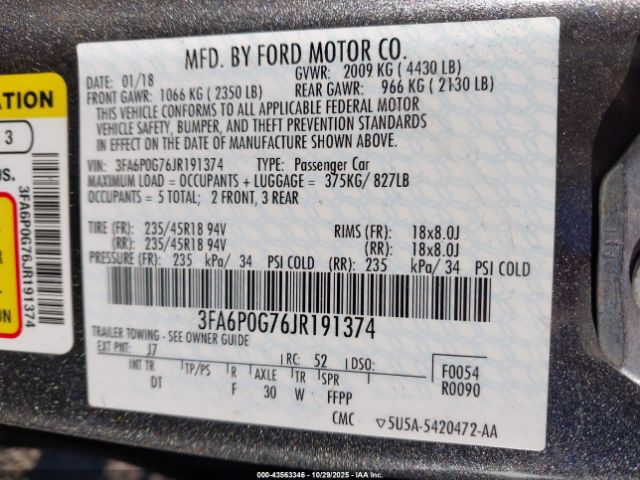 MFD. BY FORD MOTOR CO.
DATE: 01/18 GVWR: 2009 KG ( 4430 LB)
FRONT GAWR: 1066 KG ( 2350 LB) REAR GAWR: 966 KG ( 2130 LB)
THIS VEHICLE CONFORMS TO ALL APPLICABLE FEDERAL MOTOR
VEHICLE SAFETY, BUMPER, AND THEFT PREVENTION STANDARDS
IN EFFECT ON THE DATE OF MANUFACTURE SHOWN ABOVE.
VIN: 3FA6P0G76JR191374 TYPE: Passenger Car
MAXIMUM LOAD = OCCUPANTS + LUGGAGE = 375KG/ 827LB
OCCUPANTS = 5 TOTAL; 2 FRONT, 3 REAR
TIRE (FR): 235/45R18 94V RIMS (FR): 18x8.0J
(RR): 235/45R18 94V (RR): 18x8.0J
PRESSURE (FR): 235 kPa/ 34 PSI COLD (RR): 235 kPa/ 34 PSI COLD
3FA6P0G76JR191374
TRAILER TOWING - SEE OWNER GUIDE
EXT PNT: J7 RC: 52 DSO: F0054
INT TR TP/PS R AXLE TR SPR R0090
DT F 30 W FFPP
CMC ▽5U5A-5420472-AA
ATION
3
DS.
3FA6P0G76JR191374
000-43563346 - 10/29/2025 - IAAI.com